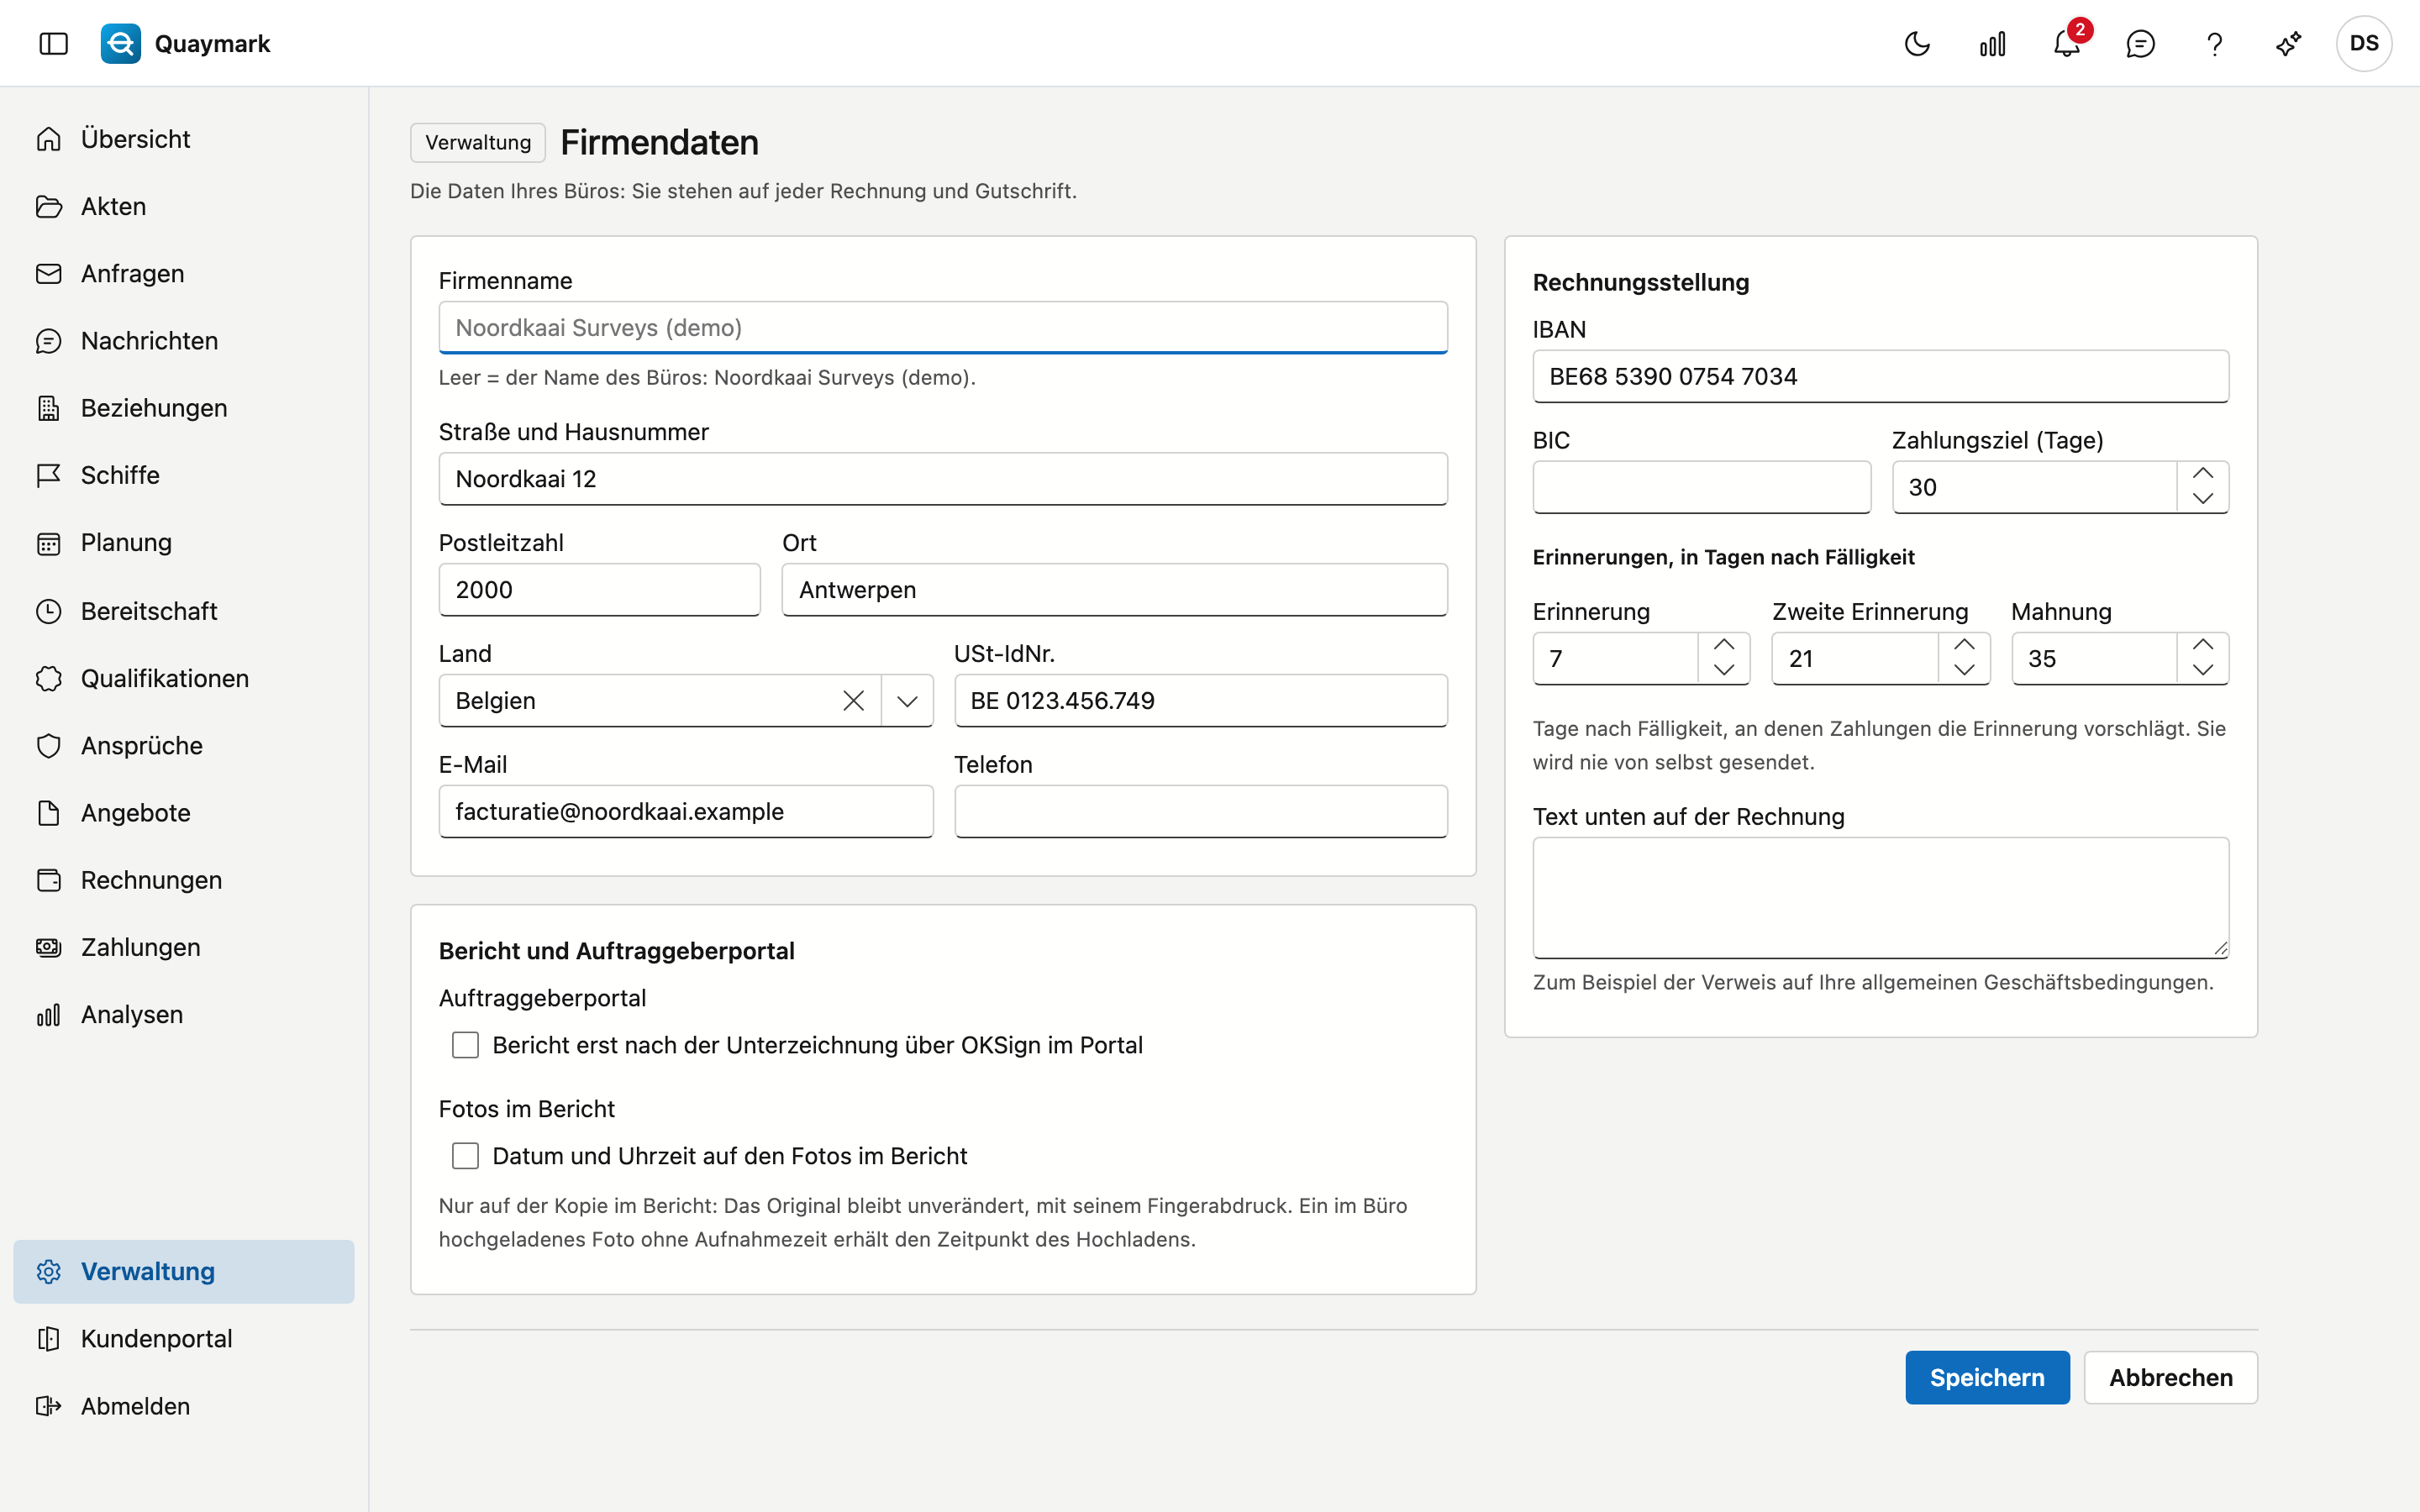 Quaymark
2
DS
Übersicht
Akten
Anfragen
Nachrichten
Beziehungen
Schiffe
Planung
Bereitschaft
Qualifikationen
Ansprüche
Angebote
Rechnungen
Zahlungen
Analysen
Verwaltung
Kundenportal
Abmelden
Verwaltung Firmendaten
Die Daten Ihres Büros: Sie stehen auf jeder Rechnung und Gutschrift.
Firmenname
Noordkaai Surveys (demo)
Leer = der Name des Büros: Noordkaai Surveys (demo).
Straße und Hausnummer
Noordkaai 12
Postleitzahl Ort
2000 Antwerpen
Land USt-IdNr.
Belgien BE 0123.456.749
E-Mail Telefon
facturatie@noordkaai.example
Bericht und Auftraggeberportal
Auftraggeberportal
Bericht erst nach der Unterzeichnung über OKSign im Portal
Fotos im Bericht
Datum und Uhrzeit auf den Fotos im Bericht
Nur auf der Kopie im Bericht: Das Original bleibt unverändert, mit seinem Fingerabdruck. Ein im Büro
hochgeladenes Foto ohne Aufnahmezeit erhält den Zeitpunkt des Hochladens.
Rechnungsstellung
IBAN
BE68 5390 0754 7034
BIC Zahlungsziel (Tage)
30
Erinnerungen, in Tagen nach Fälligkeit
Erinnerung Zweite Erinnerung Mahnung
7 21 35
Tage nach Fälligkeit, an denen Zahlungen die Erinnerung vorschlägt. Sie
wird nie von selbst gesendet.
Text unten auf der Rechnung
Zum Beispiel der Verweis auf Ihre allgemeinen Geschäftsbedingungen.
Speichern Abbrechen